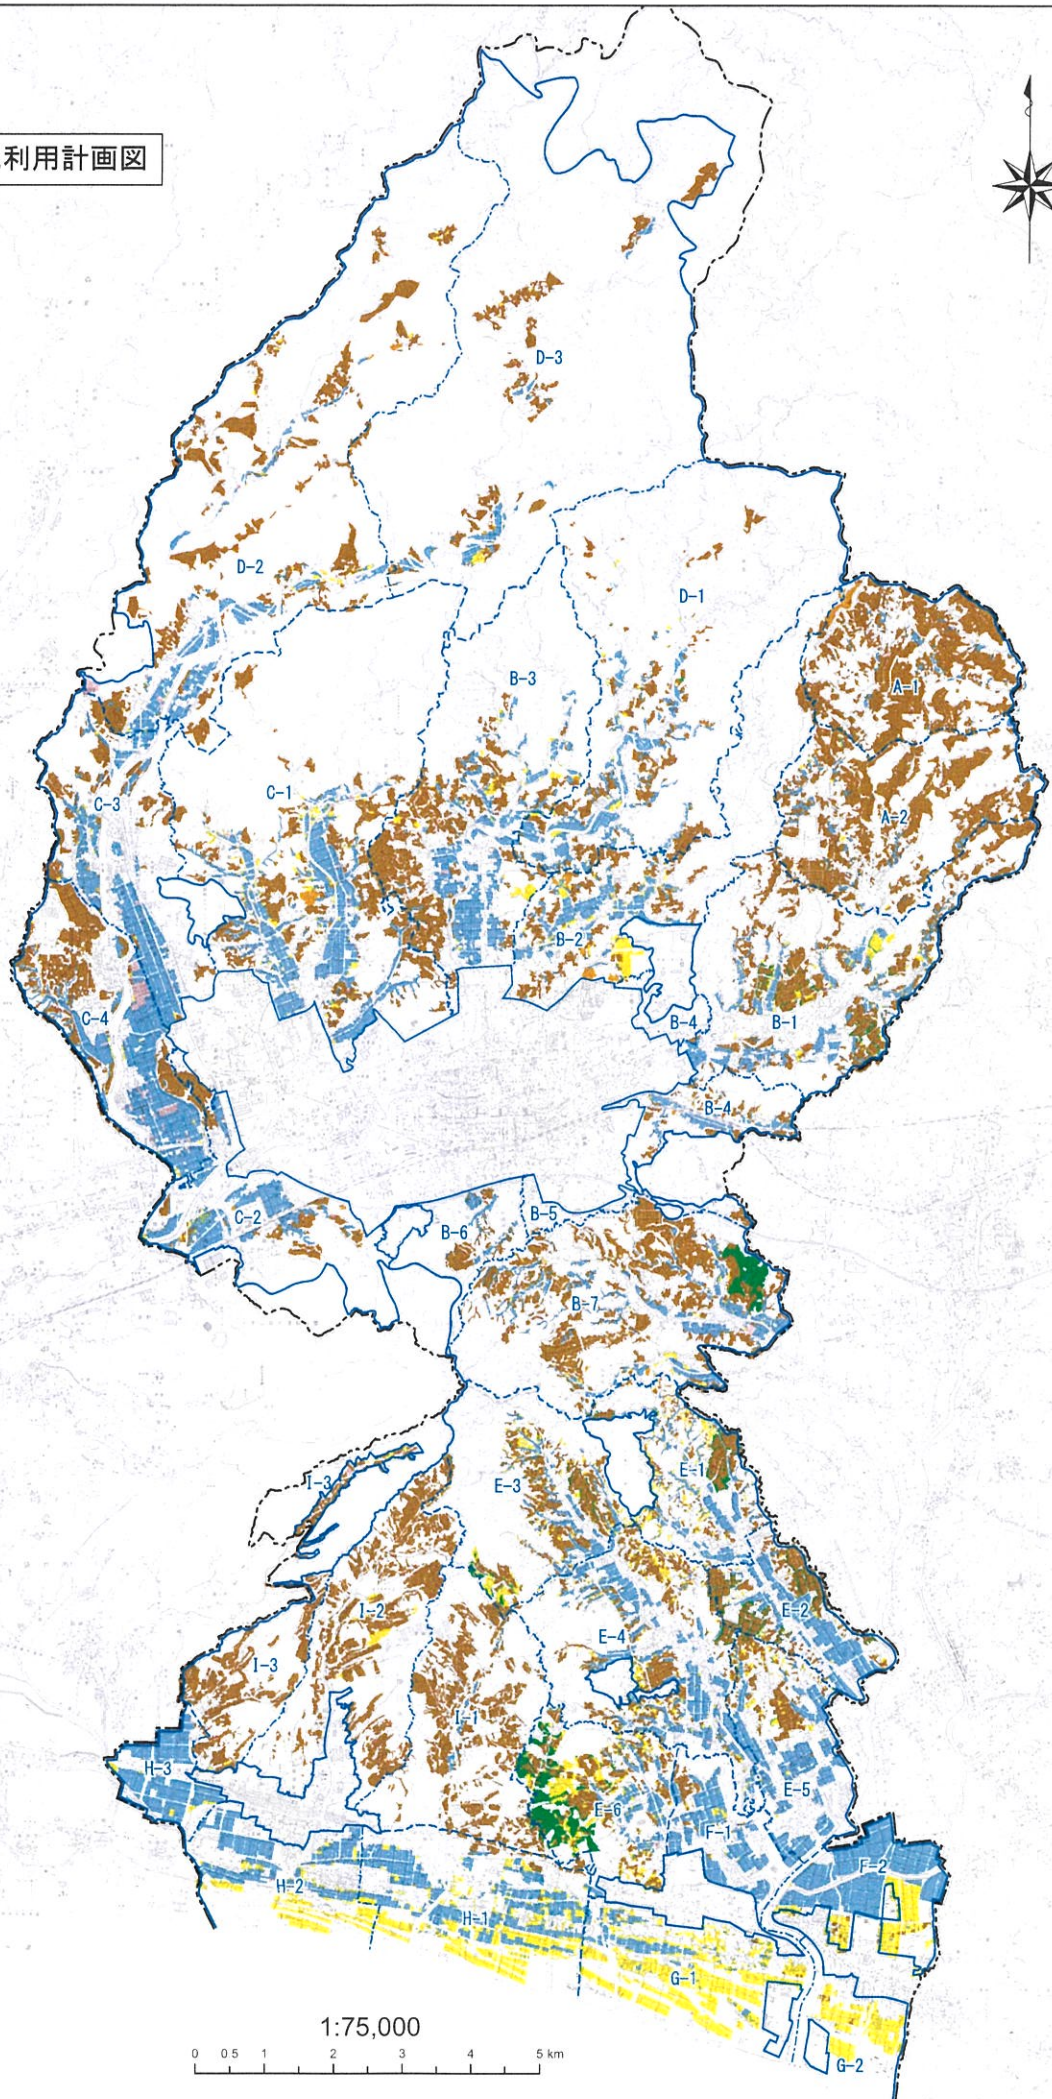 利用計画図
D-3
D-2
D-1
B-3
A-1
C-3
C-1
A-2
B-2
C-4
B-4
B-1
B-4
C-2
B-6
B-5
B-7
I-3
E-3
E-1
I-2
E-2
E-4
I-3
I-1
H-3
E-5
E-6
F-1
F-2
H-2
H-1
G-1
G-2
1:75,000
0 0.5 1 2 3 4 5 km